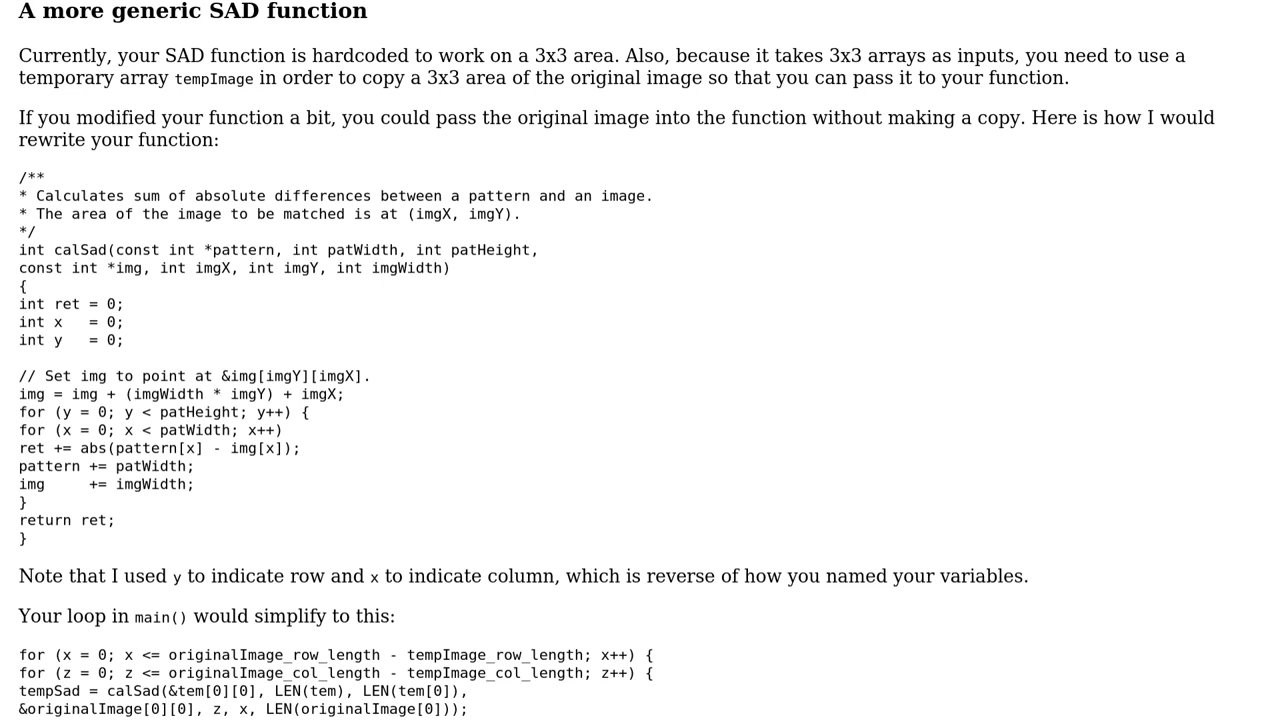 A more generic SAD function
Currently, your SAD function is hardcoded to work on a 3x3 area. Also, because it takes 3x3 arrays as inputs, you need to use a
temporary array tempImage in order to copy a 3x3 area of the original image so that you can pass it to your function.
If you modified your function a bit, you could pass the original image into the function without making a copy. Here is how I would
rewrite your function:
/**
* Calculates sum of absolute differences between a pattern and an image.
* The area of the image to be matched is at (imgX, imgY).
*/
int calSad(const int *pattern, int patWidth, int patHeight,
const int *img, int imgX, int imgY, int imgWidth)
{
int ret = 0;
int x   = 0;
int y   = 0;
// Set img to point at &img[imgY][imgX].
img = img + (imgWidth * imgY) + imgX;
for (y = 0; y < patHeight; y++) {
for (x = 0; x < patWidth; x++)
ret += abs(pattern[x] - img[x]);
pattern += patWidth;
img     += imgWidth;
}
return ret;
}
Note that I used y to indicate row and x to indicate column, which is reverse of how you named your variables.
Your loop in main() would simplify to this:
for (x = 0; x <= originalImage_row_length - tempImage_row_length; x++) {
for (z = 0; z <= originalImage_col_length - tempImage_col_length; z++) {
tempSad = calSad(&tem[0][0], LEN(tem), LEN(tem[0]),
&originalImage[0][0], z, x, LEN(originalImage[0]));